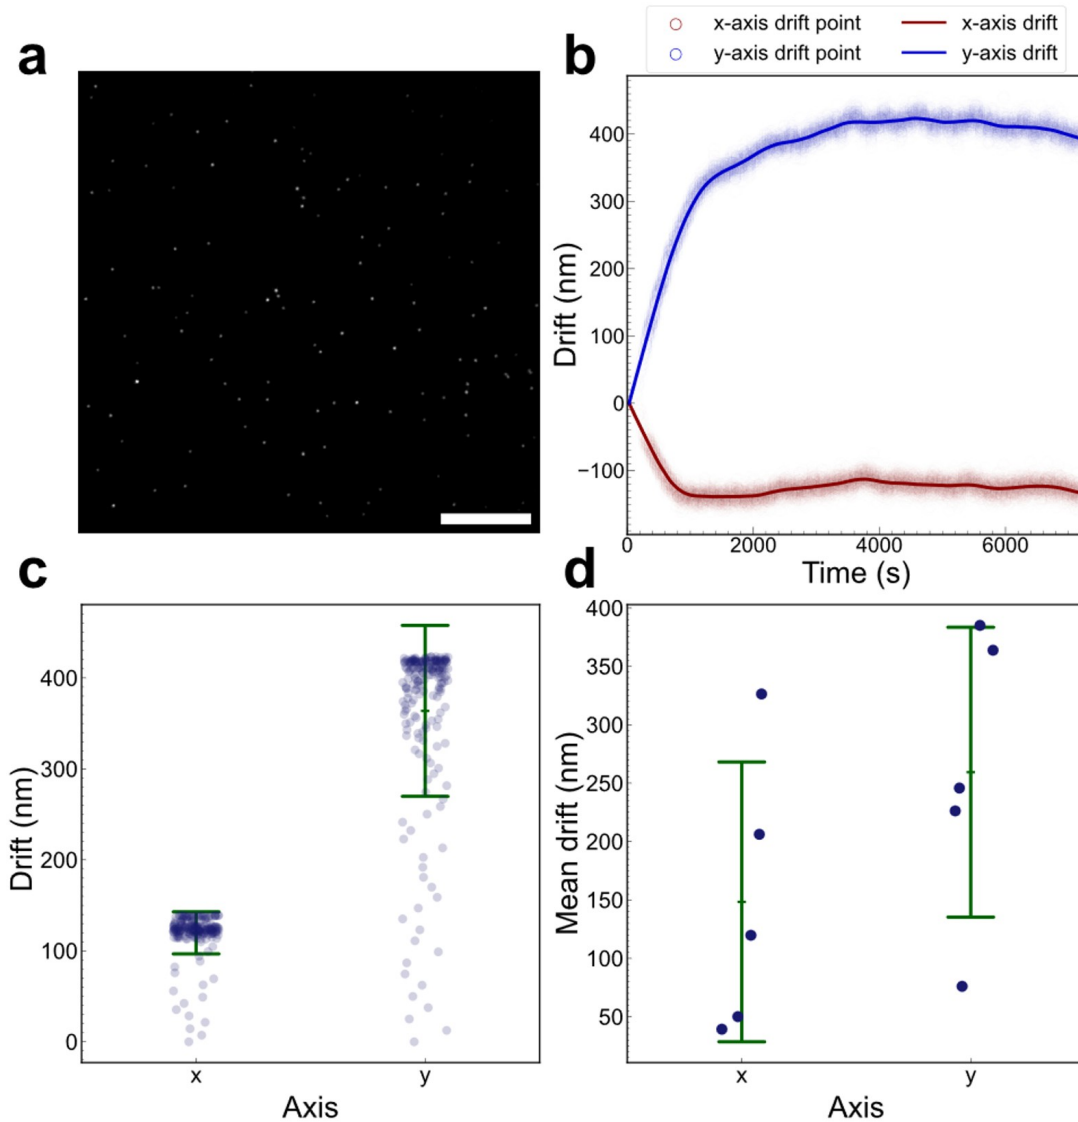 a
b
x-axis drift point
x-axis drift
y-axis drift point
y-axis drift
Drift (nm)
400
300
200
100
0
−100
0
2000
4000
6000
Time (s)
c
Drift (nm)
400
300
200
100
0
x
y
Axis
d
Mean drift (nm)
400
350
300
250
200
150
100
50
x
y
Axis